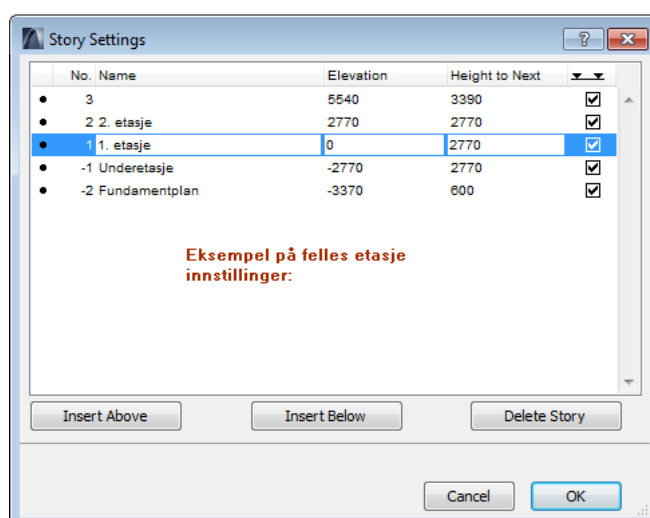 Story Settings
?
No. Name Elevation Height to Next
3 5540 3390
2 2. etasje 2770 2770
1 1. etasje 0 2770
-1 Underetasje -2770 2770
-2 Fundamentplan -3370 600
Eksempel på felles etasje
innstillinger:
Insert Above Insert Below Delete Story
Cancel OK